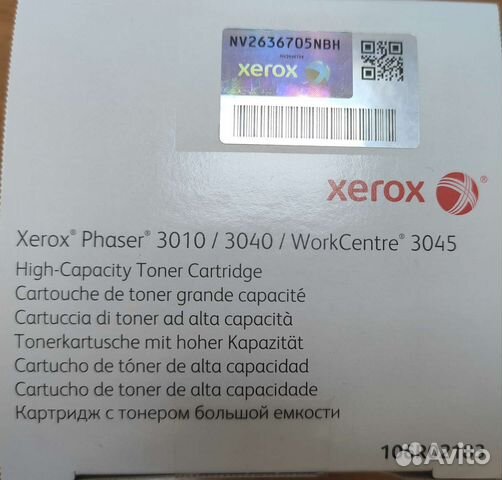 NV2636705NBH
xerox
xerox
Xerox® Phaser® 3010 / 3040 / WorkCentre® 3045
High-Capacity Toner Cartridge
Cartouche de toner grande capacité
Cartuccia di toner ad alta capacità
Tonerkartusche mit hoher Kapazität
Cartucho de tóner de alta capacidad
Cartucho de toner de alta capacidade
Картридж с тонером большой емкости
Avito